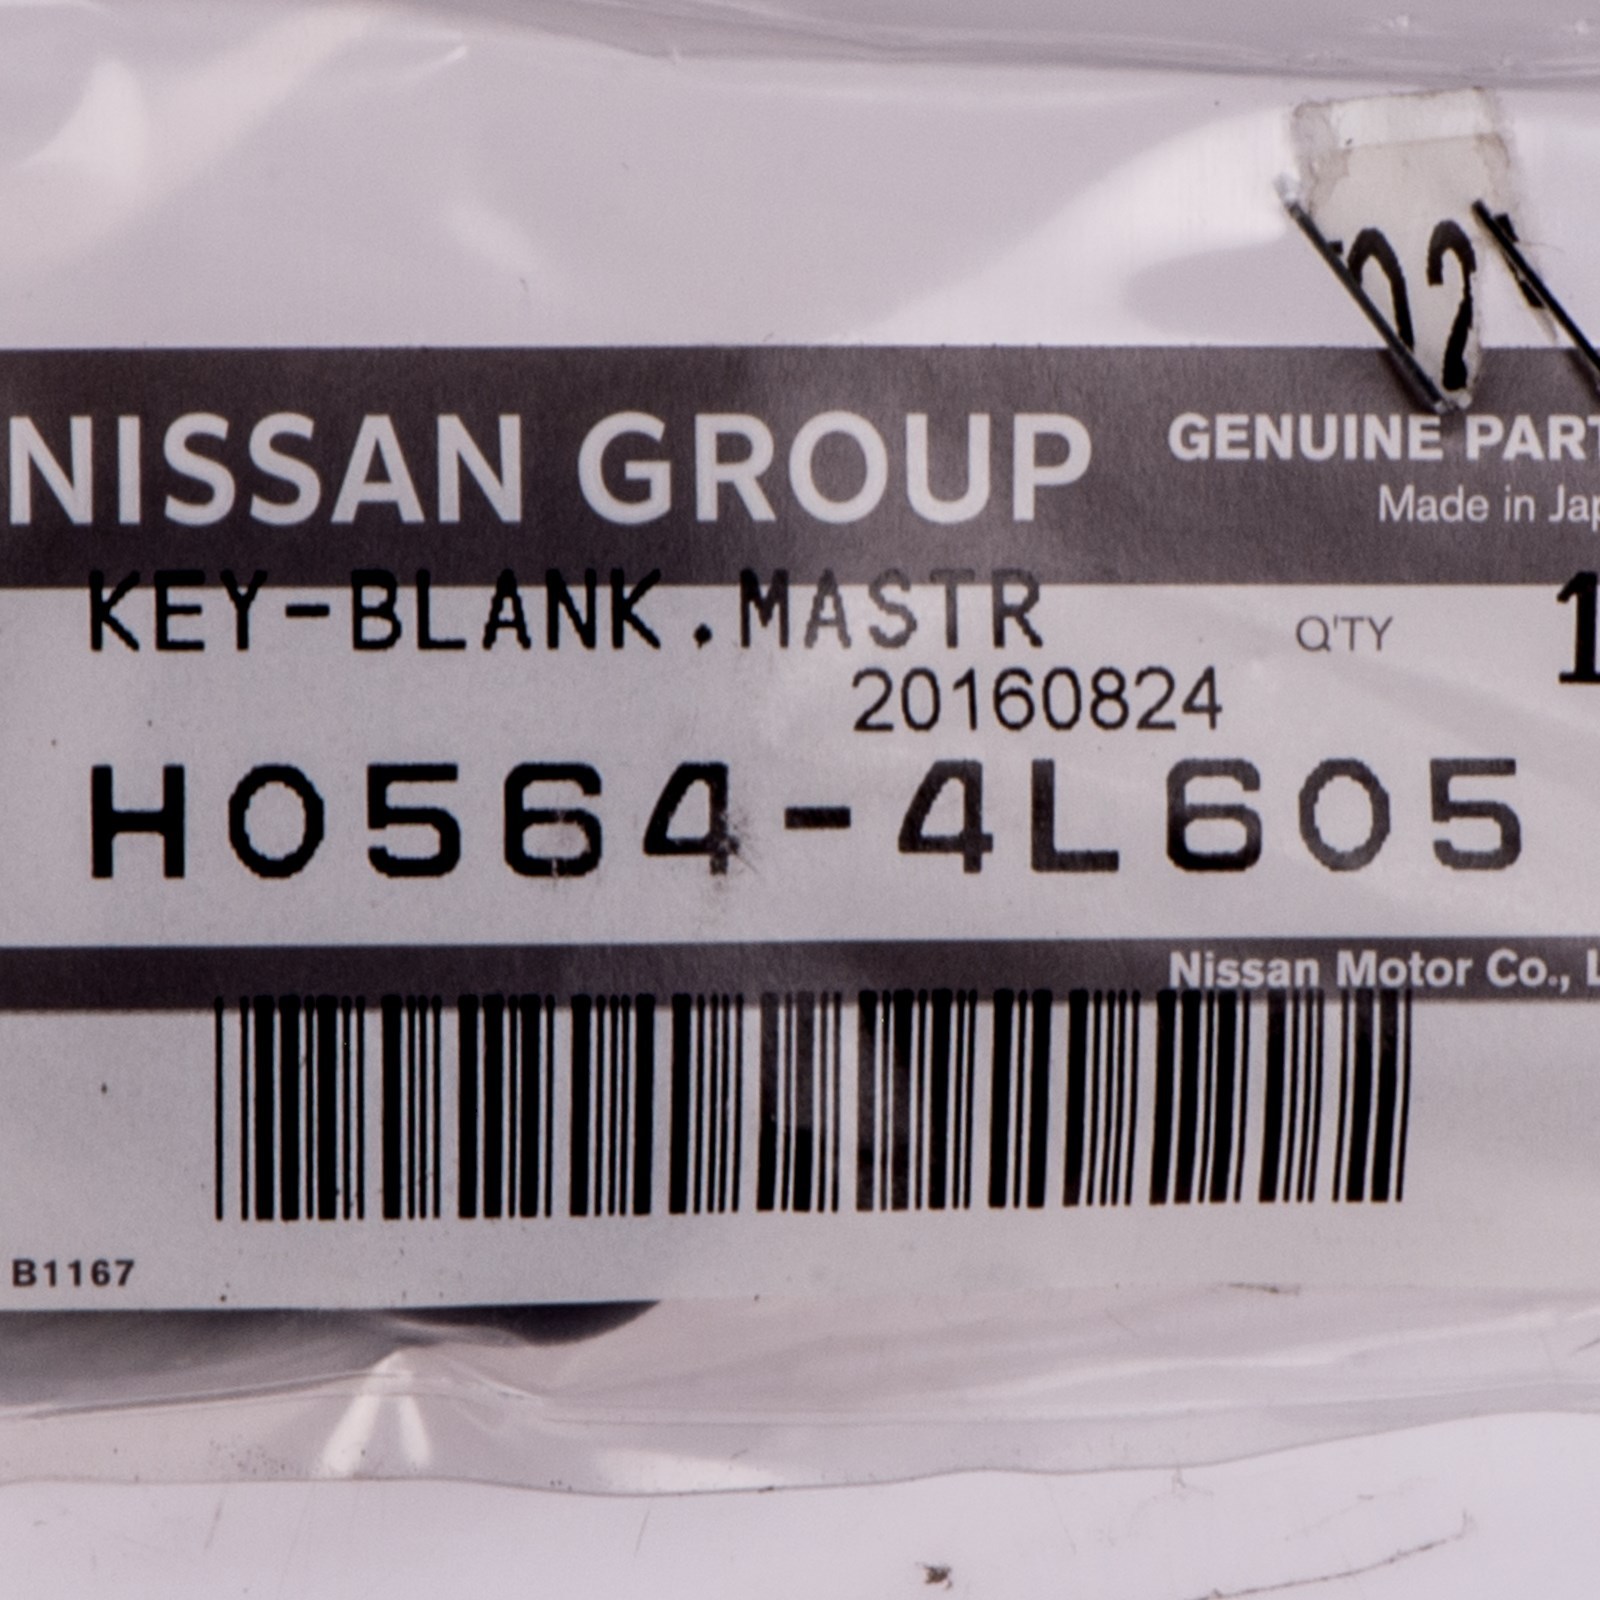 22
NISSAN GROUP
GENUINE PART
Made in Jap
KEY-BLANK.MASTR
Q'TY 1
20160824
H0564-4L605
Nissan Motor Co., L
B1167